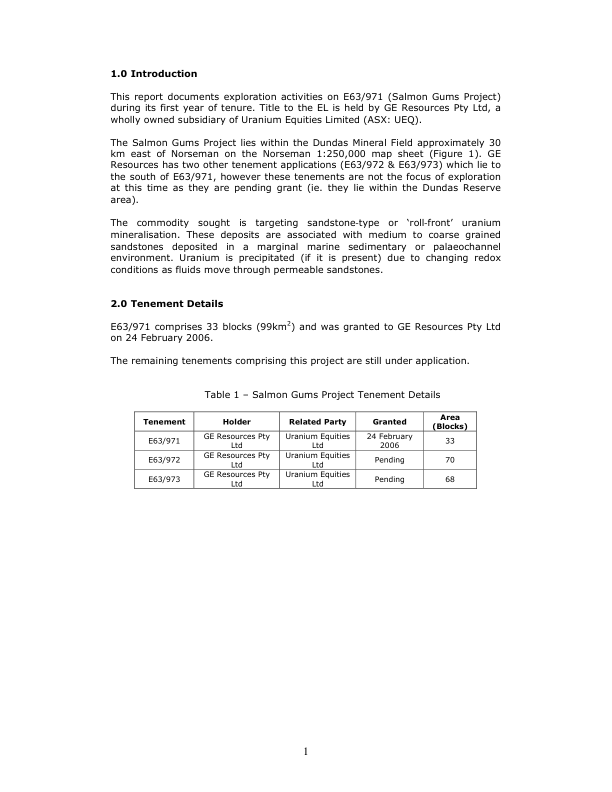 1.0 Introduction
This report documents exploration activities on E63/971 (Salmon Gums Project)
during its first year of tenure. Title to the EL is held by GE Resources Pty Ltd, a
wholly owned subsidiary of Uranium Equities Limited (ASX: UEQ).
The Salmon Gums Project lies within the Dundas Mineral Field approximately 30
km east of Norseman on the Norseman 1:250,000 map sheet (Figure 1). GE
Resources has two other tenement applications (E63/972 & E63/973) which lie to
the south of E63/971, however these tenements are not the focus of exploration
at this time as they are pending grant (ie. they lie within the Dundas Reserve
area).
The commodity sought is targeting sandstone-type or ‘roll-front’ uranium
mineralisation. These deposits are associated with medium to coarse grained
sandstones deposited in a marginal marine sedimentary or palaeochannel
environment. Uranium is precipitated (if it is present) due to changing redox
conditions as fluids move through permeable sandstones.
2.0 Tenement Details
E63/971 comprises 33 blocks (99km²) and was granted to GE Resources Pty Ltd
on 24 February 2006.
The remaining tenements comprising this project are still under application.
Table 1 – Salmon Gums Project Tenement Details
Tenement Holder Related Party Granted Area (Blocks)
E63/971 GE Resources Pty Ltd Uranium Equities Ltd 24 February 2006 33
E63/972 GE Resources Pty Ltd Uranium Equities Ltd Pending 70
E63/973 GE Resources Pty Ltd Uranium Equities Ltd Pending 68
1